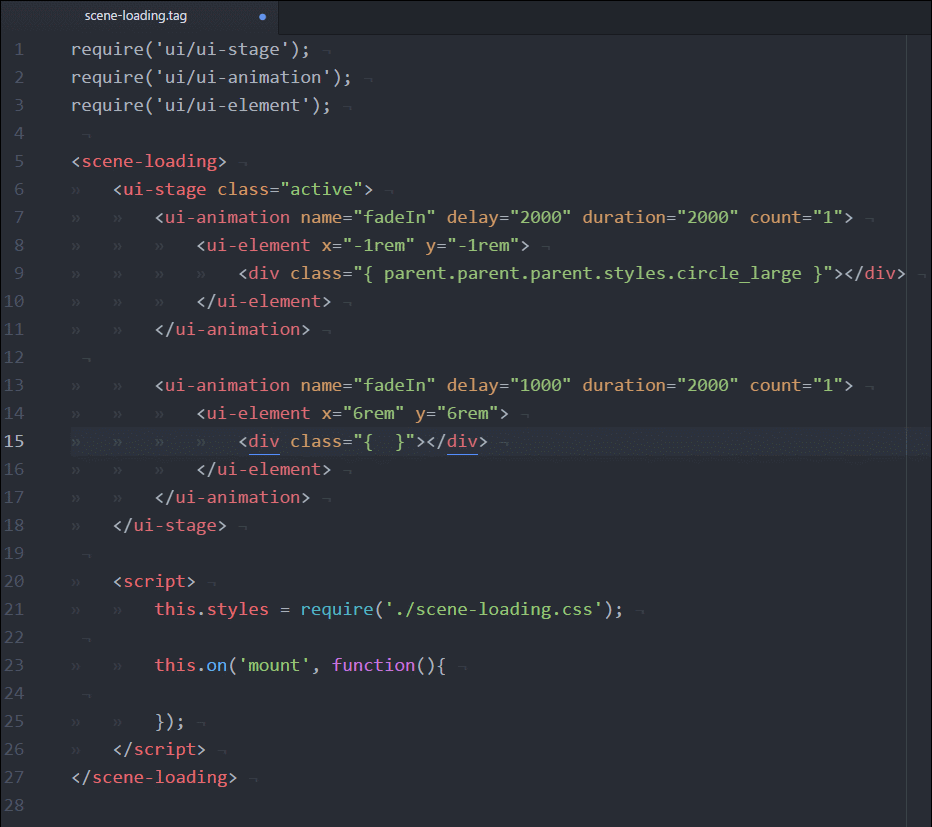 scene-loading.tag
1 require('ui/ui-stage');
2 require('ui/ui-animation');
3 require('ui/ui-element');
4
5 <scene-loading>
6 <ui-stage class="active">
7 <ui-animation name="fadeIn" delay="2000" duration="2000" count="1">
8 <ui-element x="-1rem" y="-1rem">
9 <div class="{ parent.parent.parent.styles.circle_large }"></div>
10 </ui-element>
11 </ui-animation>
12
13 <ui-animation name="fadeIn" delay="1000" duration="2000" count="1">
14 <ui-element x="6rem" y="6rem">
15 <div class="{  }"></div>
16 </ui-element>
17 </ui-animation>
18 </ui-stage>
19
20 <script>
21 this.styles = require('./scene-loading.css');
22
23 this.on('mount', function(){
24
25 });
26 </script>
27 </scene-loading>
28